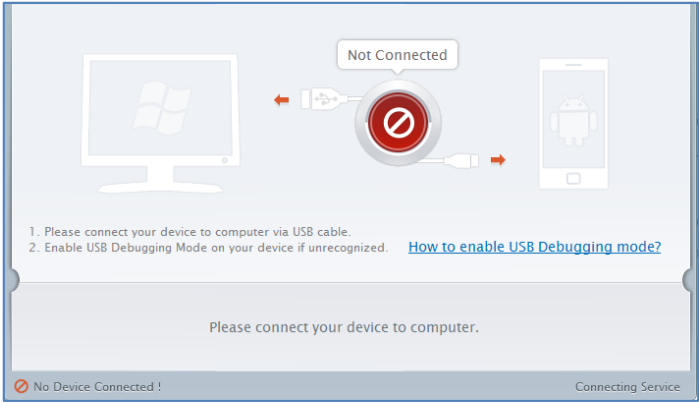 Not Connected
1. Please connect your device to computer via USB cable.
2. Enable USB Debugging Mode on your device if unrecognized. How to enable USB Debugging mode?
Please connect your device to computer.
No Device Connected !
Connecting Service